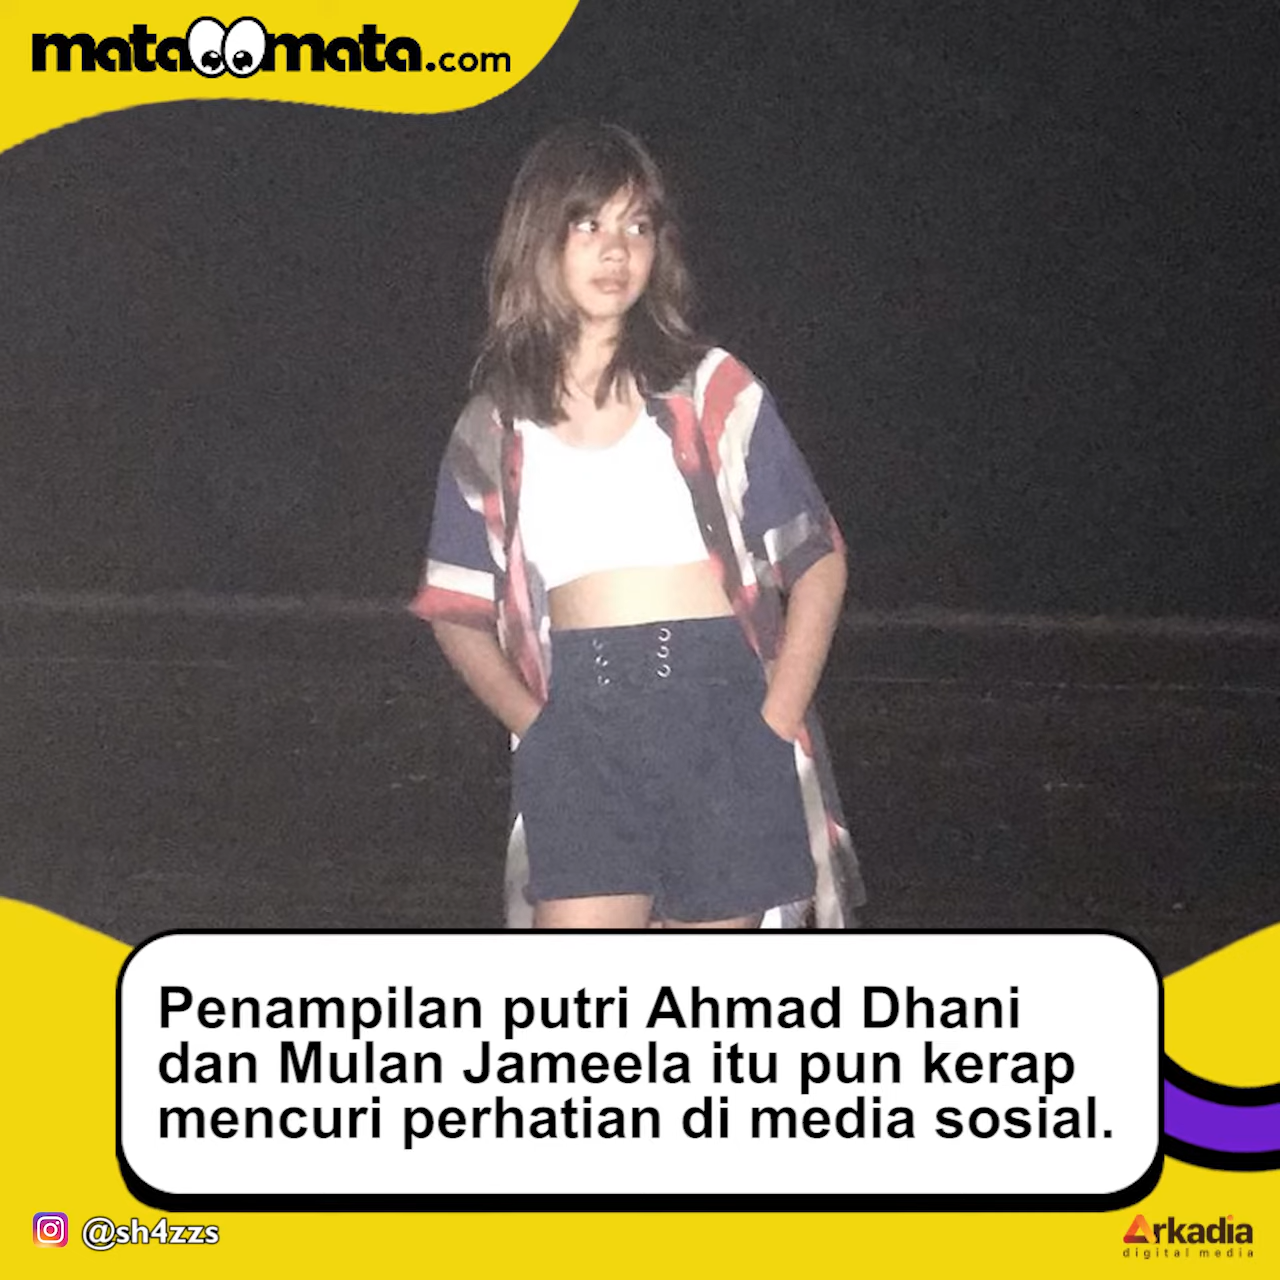 matamata.com
Penampilan putri Ahmad Dhani
dan Mulan Jameela itu pun kerap
mencuri perhatian di media sosial.
@sh4zzs
Arkadia
digital media